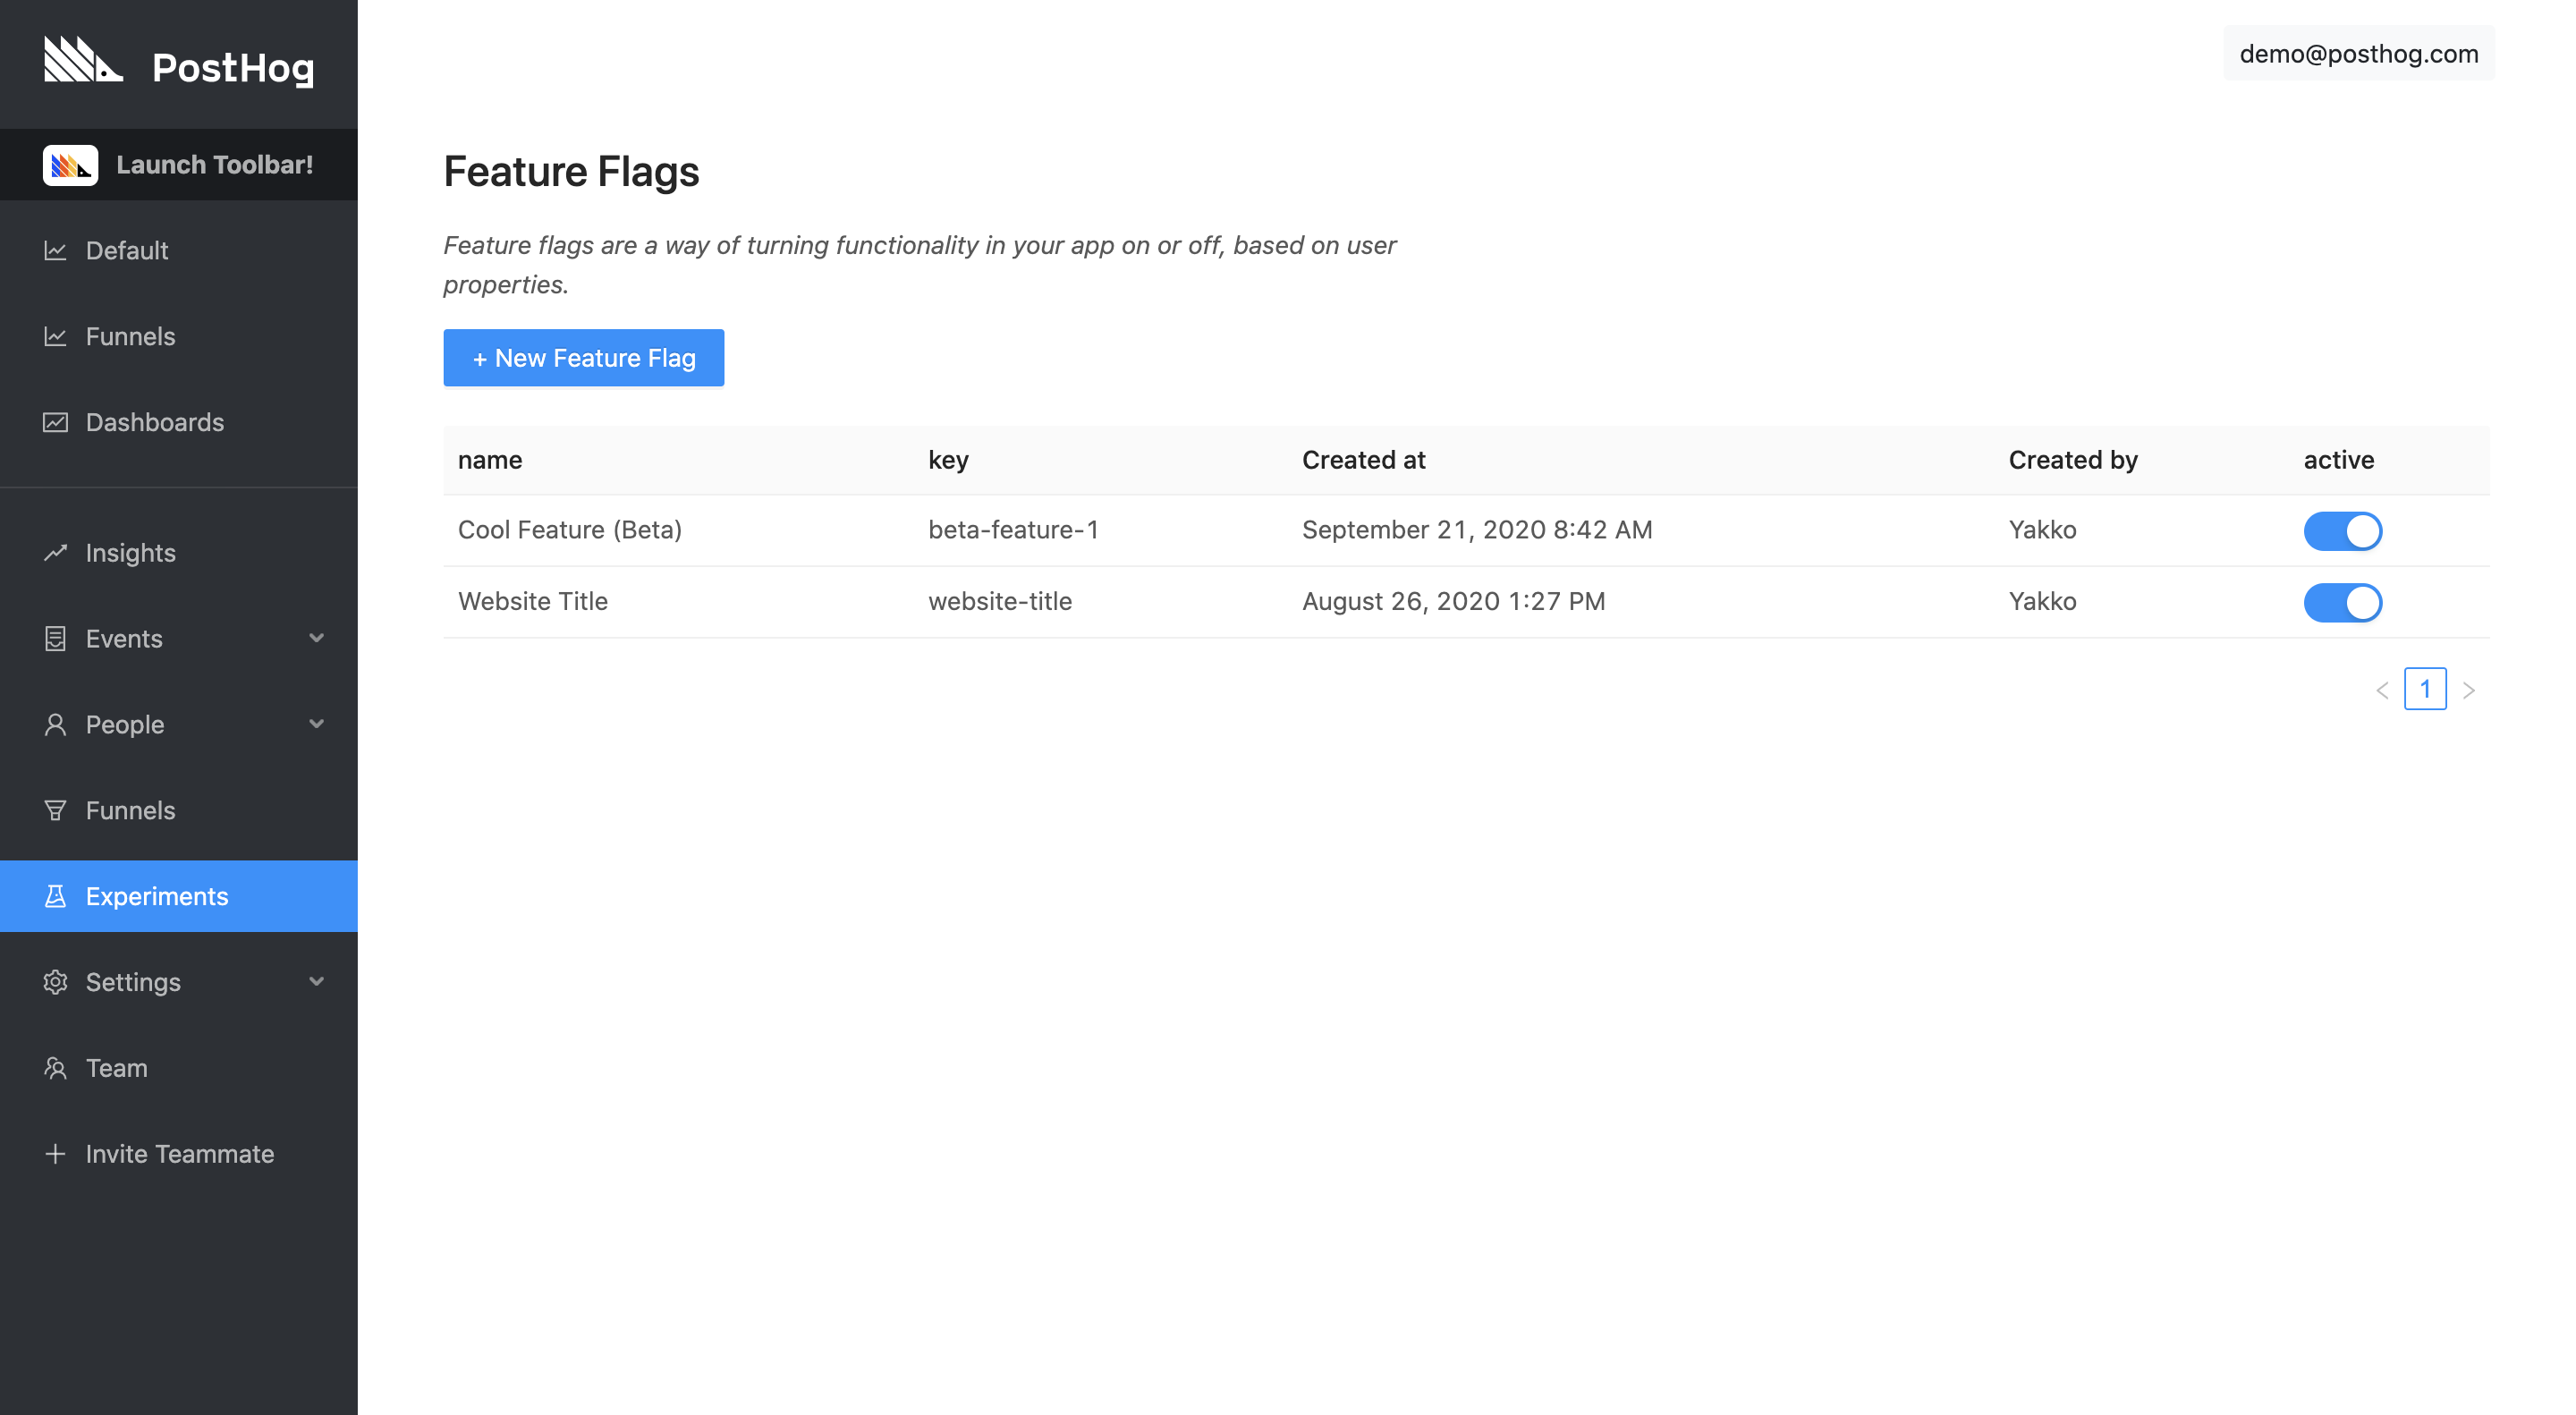 PostHog
Launch Toolbar!
Default
Funnels
Dashboards
Insights
Events
People
Funnels
Experiments
Settings
Team
Invite Teammate
demo@posthog.com
Feature Flags
Feature flags are a way of turning functionality in your app on or off, based on user
properties.
+ New Feature Flag
name key Created at Created by active
Cool Feature (Beta) beta-feature-1 September 21, 2020 8:42 AM Yakko
Website Title website-title August 26, 2020 1:27 PM Yakko
1